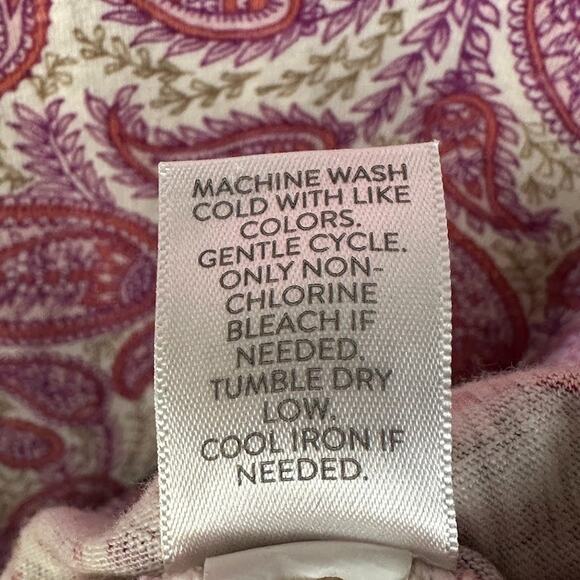 MACHINE WASH
COLD WITH LIKE
COLORS.
GENTLE CYCLE.
ONLY NON-
CHLORINE
BLEACH IF
NEEDED.
TUMBLE DRY
LOW.
COOL IRON IF
NEEDED.